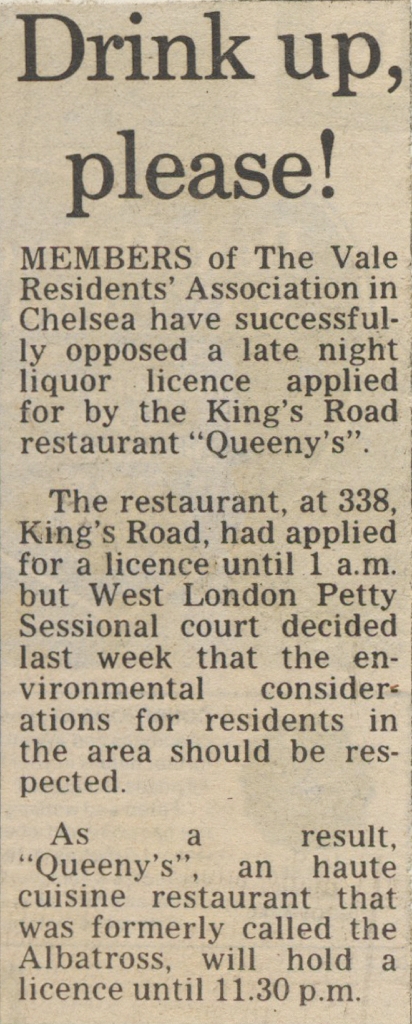 Drink up,
please!
MEMBERS of The Vale
Residents' Association in
Chelsea have successful-
ly opposed a late night
liquor licence applied
for by the King's Road
restaurant "Queeny's".
The restaurant, at 338,
King's Road, had applied
for a licence until 1 a.m.
but West London Petty
Sessional court decided
last week that the en-
vironmental consider-
ations for residents in
the area should be res-
pected.
As a result,
"Queeny's", an haute
cuisine restaurant that
was formerly called the
Albatross, will hold a
licence until 11.30 p.m.